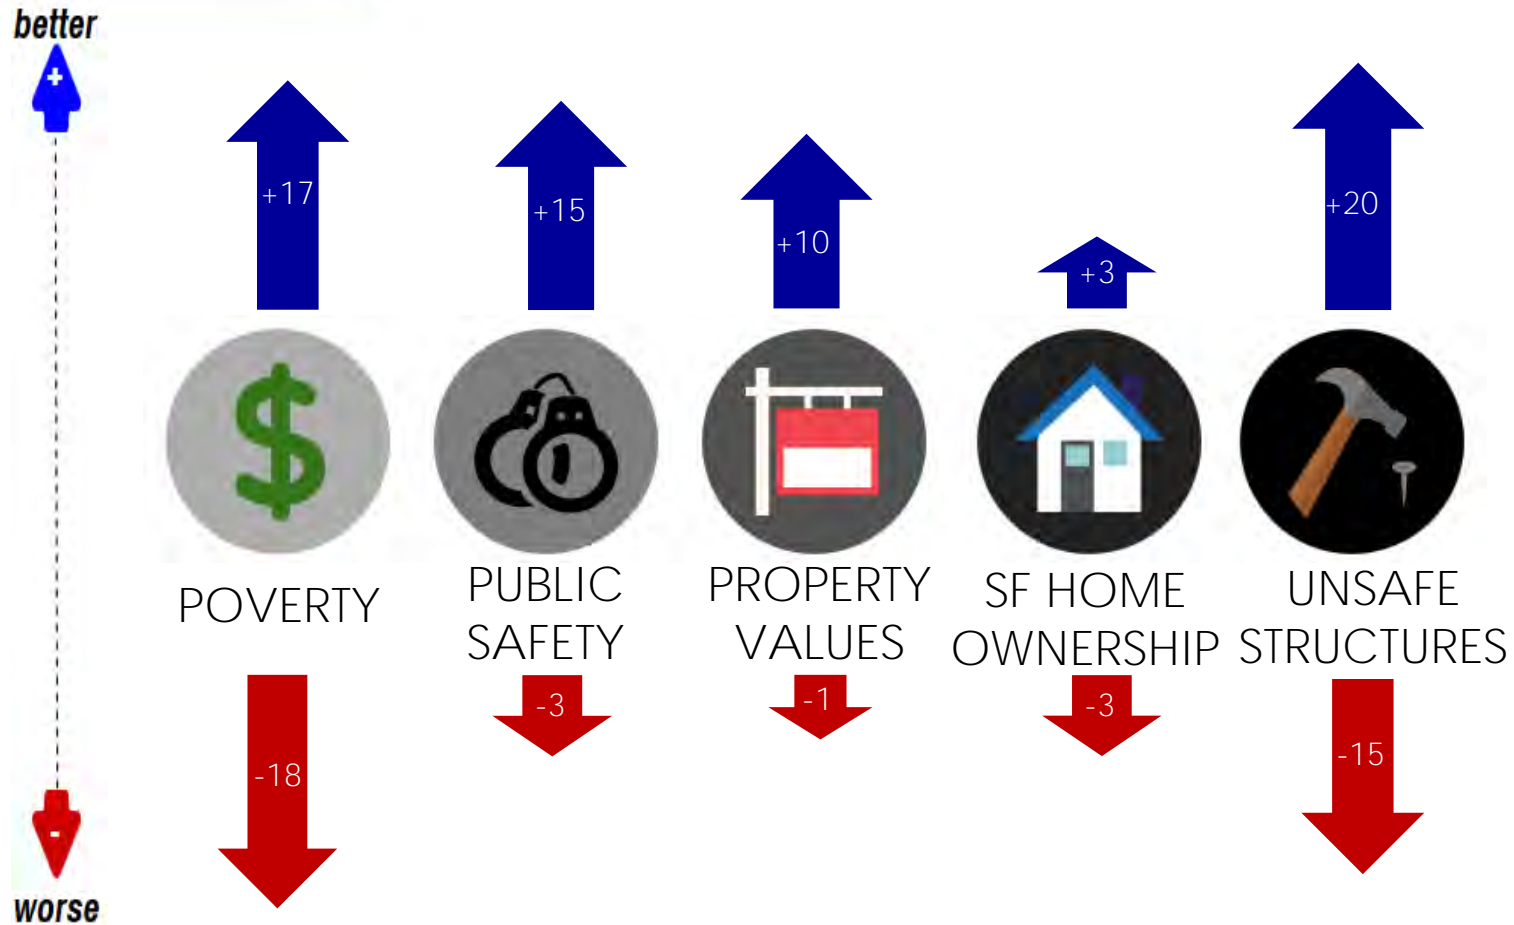 better
+
+17
+15
+10
+3
+20
$
POVERTY
PUBLIC
SAFETY
PROPERTY
VALUES
SF HOME
OWNERSHIP
UNSAFE
STRUCTURES
-18
-3
-1
-3
-15
-
worse